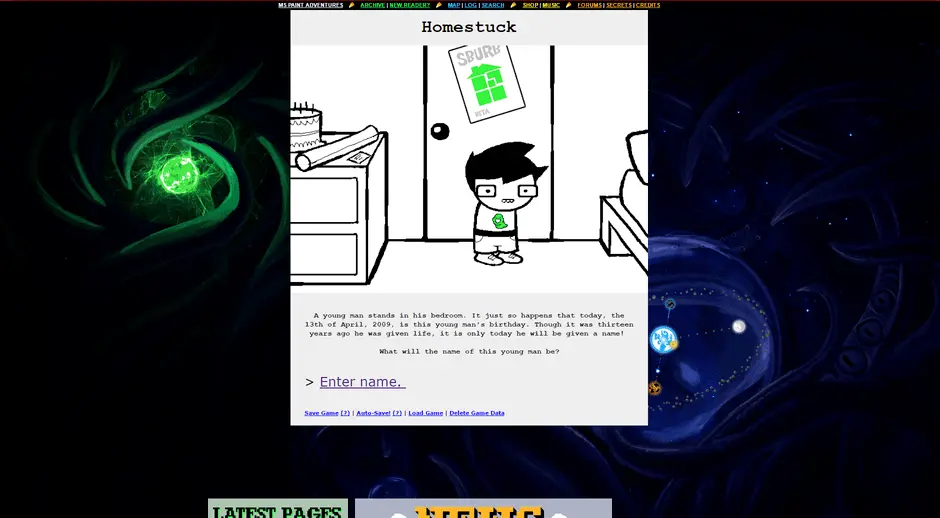 MS PAINT ADVENTURES ARCHIVE | NEW READER? MAP | LOG | SEARCH SHOP | MUSIC FORUMS | SECRETS | CREDITS
Homestuck
SBURB
BETA
A young man stands in his bedroom. It just so happens that today, the
13th of April, 2009, is this young man's birthday. Though it was thirteen
years ago he was given life, it is only today he will be given a name!
What will the name of this young man be?
> Enter name.
Save Game [?] | Auto-Save! [?] | Load Game | Delete Game Data
LATEST PAGES
NEWS